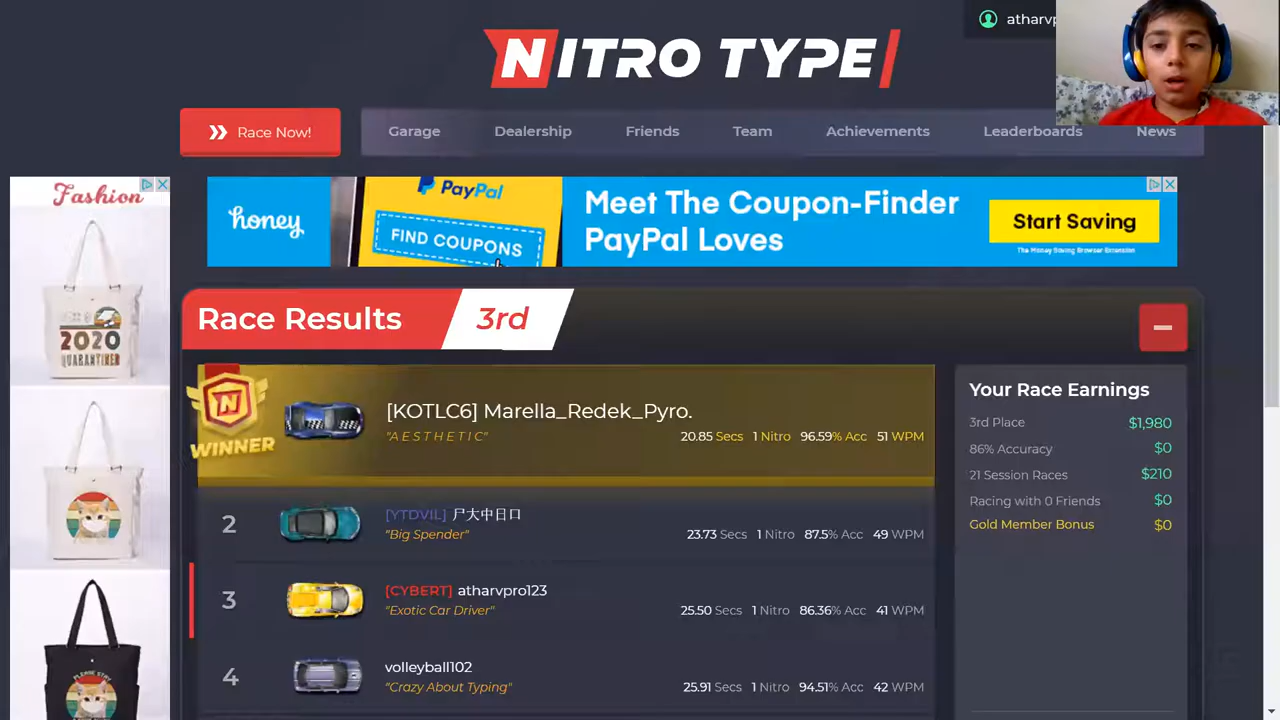 NITRO TYPE
atharvp
Race Now!
Garage
Dealership
Friends
Team
Achievements
Leaderboards
News
Fashion
honey
PayPal
FIND COUPONS
Meet The Coupon-Finder
PayPal Loves
Start Saving
The Money Saving Browser Extension
2020
QUARANTINER
PLEASE STAY
Race Results
3rd
WINNER
[KOTLC6] Marella_Redek_Pyro.
"AESTHETIC"
20.85 Secs 1 Nitro 96.59% Acc 51 WPM
2
[YTDVIL] 尸大中日口
"Big Spender"
23.73 Secs 1 Nitro 87.5% Acc 49 WPM
3
[CYBERT] atharvpro123
"Exotic Car Driver"
25.50 Secs 1 Nitro 86.36% Acc 41 WPM
4
volleyball102
"Crazy About Typing"
25.91 Secs 1 Nitro 94.51% Acc 42 WPM
Your Race Earnings
3rd Place $1,980
86% Accuracy $0
21 Session Races $210
Racing with 0 Friends $0
Gold Member Bonus $0